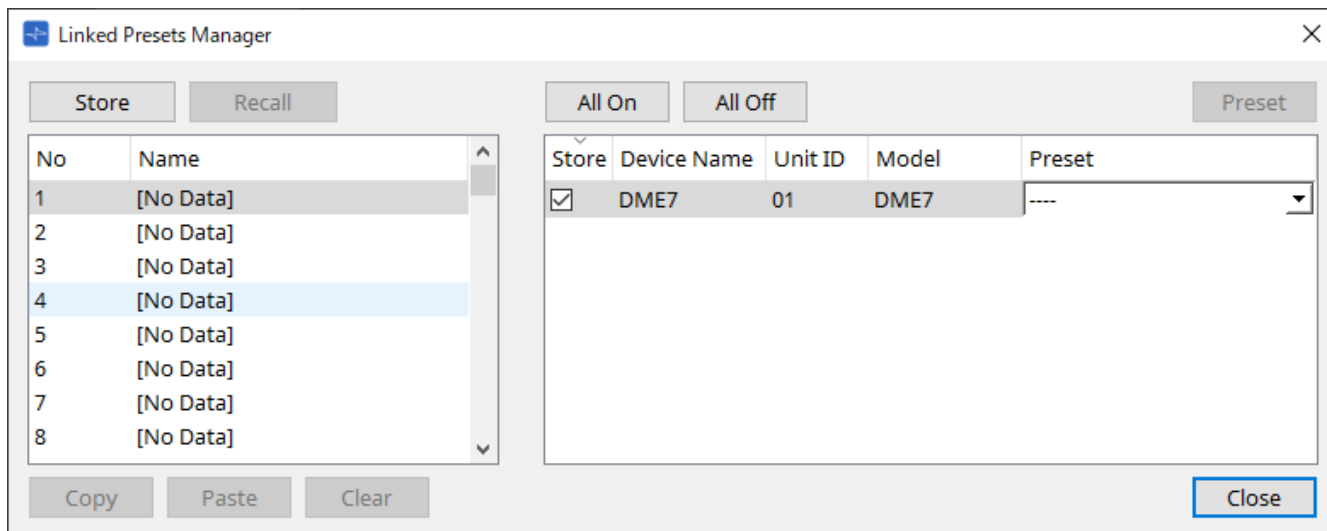 Linked Presets Manager
Store Recall All On All Off Preset
No Name Store Device Name Unit ID Model Preset
1 [No Data] DME7 01 DME7 ----
2 [No Data]
3 [No Data]
4 [No Data]
5 [No Data]
6 [No Data]
7 [No Data]
8 [No Data]
Copy Paste Clear Close